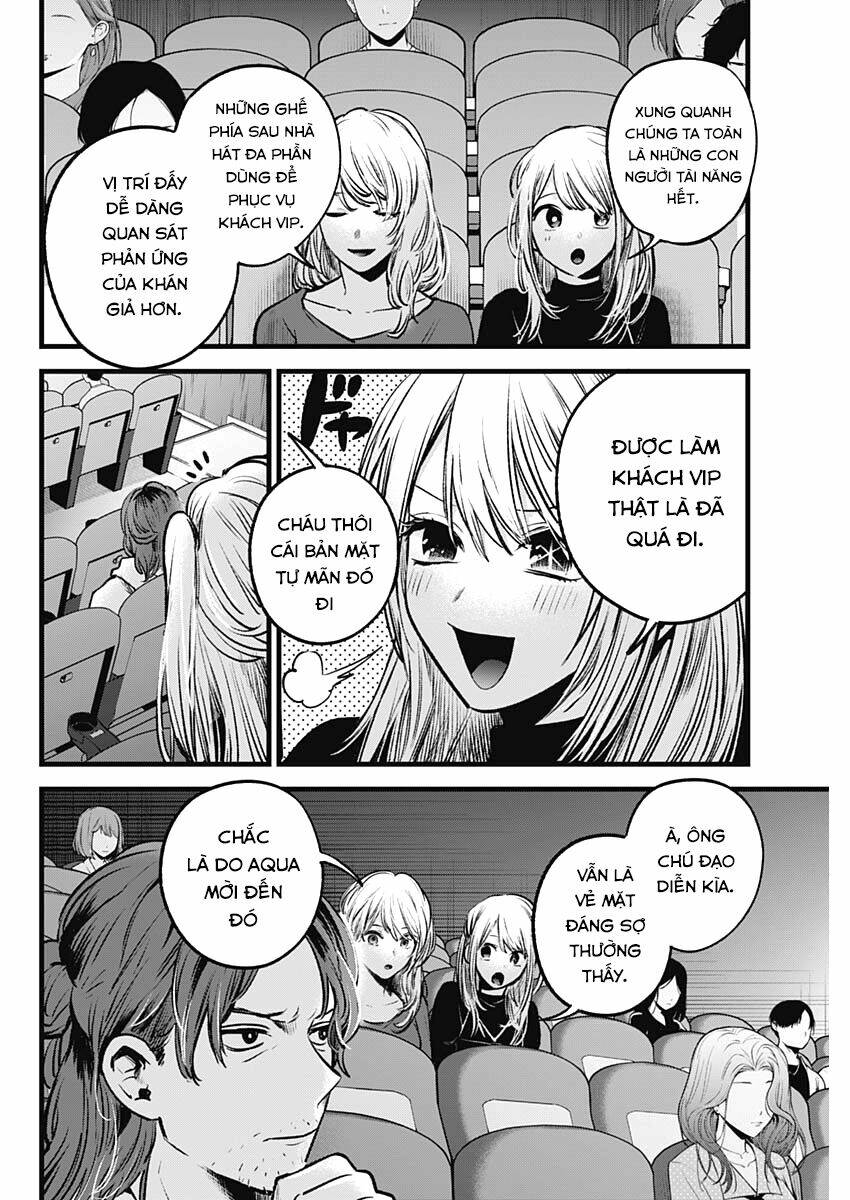 XUNG QUANH
CHÚNG TA TOÀN
LÀ NHỮNG CON
NGƯỜI TÀI NĂNG
HẾT.
NHỮNG GHẾ
PHÍA SAU NHÀ
HÁT ĐA PHẦN
DÙNG ĐỂ
PHỤC VỤ
KHÁCH VIP.
VỊ TRÍ ĐẤY
DỄ DÀNG
QUAN SÁT
PHẢN ỨNG
CỦA KHÁN
GIẢ HƠN.
ĐƯỢC LÀM
KHÁCH VIP
THẬT LÀ ĐÃ
QUÁ ĐI.
ドヤ
CHÁU THÔI
CÁI BẢN MẶT
TỰ MÃN ĐÓ
ĐI
À, ÔNG
CHÚ ĐẠO
DIỄN KÌA.
VẪN LÀ
VẺ MẶT
ĐÁNG SỢ
THƯỜNG
THẤY.
CHẮC
LÀ DO AQUA
MỜI ĐẾN
ĐÓ